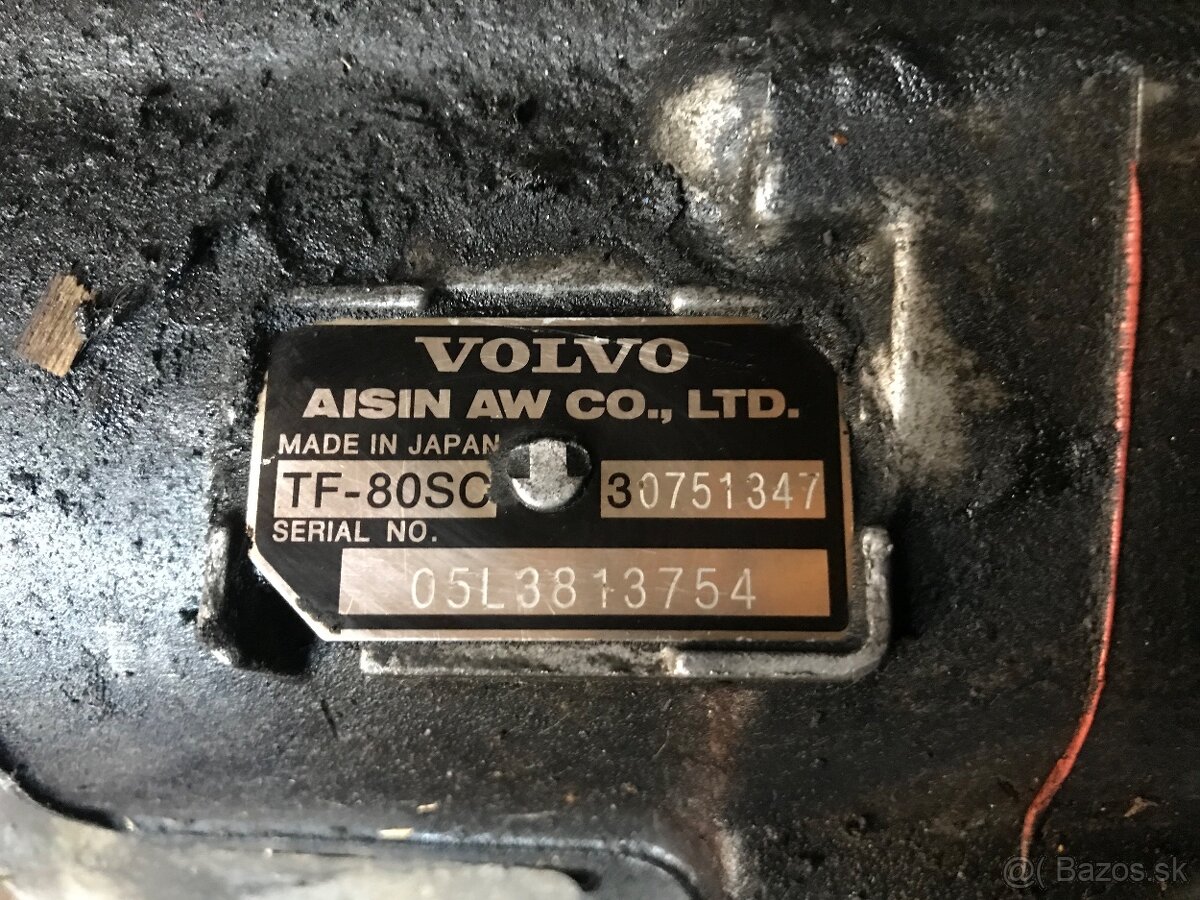 VOLVO
AISIN AW CO., LTD.
MADE IN JAPAN
TF-80SC 30751347
SERIAL NO.
05L3813754
@( Bazos.sk